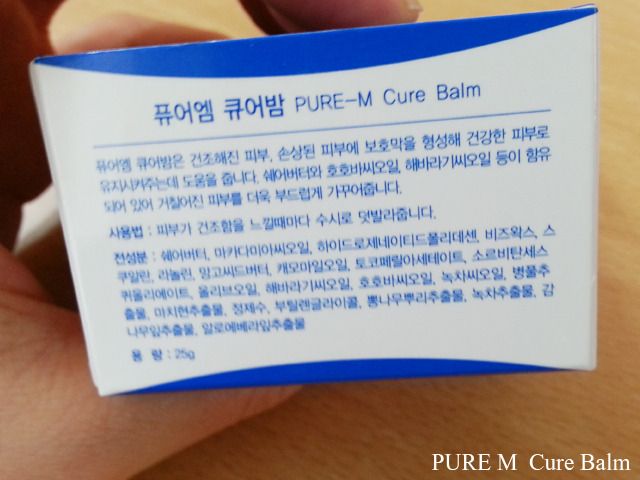 퓨어엠 큐어밤 PURE-M Cure Balm
퓨어엠 큐어밤은 건조해진 피부, 손상된 피부에 보호막을 형성해 건강한 피부로
유지시켜주는데 도움을 줍니다. 쉐어버터와 호호바씨오일, 해바라기씨오일 등이 함유
되어 있어 거칠어진 피부를 더욱 부드럽게 가꾸어줍니다.
사용법 : 피부가 건조함을 느낄때마다 수시로 덧발라줍니다.
전성분 : 쉐어버터, 마카다미아씨오일, 하이드로제네이티드폴리데센, 비즈왁스, 스
쿠알란, 라놀린, 망고씨드버터, 캐모마일오일, 토코페릴아세테이트, 소르비탄세스
퀴올리에이트, 올리브오일, 해바라기씨오일, 호호바씨오일, 녹차씨오일, 병풀추
출물, 마치현추출물, 정제수, 부틸렌글라이콜, 뽕나무뿌리추출물, 녹차추출물, 감
나무잎추출물, 알로에베라잎추출물
용 량 : 25g
PURE M Cure Balm